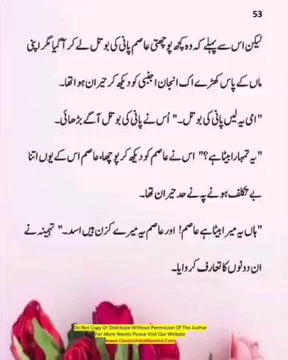 53
لیکن اس سے پہلے کہ وہ کچھ پوچھتی عاصم پانی کی بوتل لے کر آ گیا مگر اپنی
ماں کے پاس کھڑے اک انجان اجنبی کو دیکھ کر حیران ہوا تھا۔
"امی یہ لیں پانی کی بوتل۔" اُس نے پانی کی بوتل آگے بڑھائی۔
"یہ تمہارا بیٹا ہے؟" اس نے عاصم کو دیکھ کر پوچھا، عاصم اس کے یوں اتنا
بے تکلف ہونے پہ بے حد حیران تھا۔
"ہاں یہ میرا بیٹا ہے عاصم! اور عاصم یہ میرے کزن ہیں اسد۔" تہمینہ نے
ان دونوں کا تعارف کروایا۔
Do Not Copy Or Distribute Without Permission Of The Author
For More Novels Please Visit Our Website